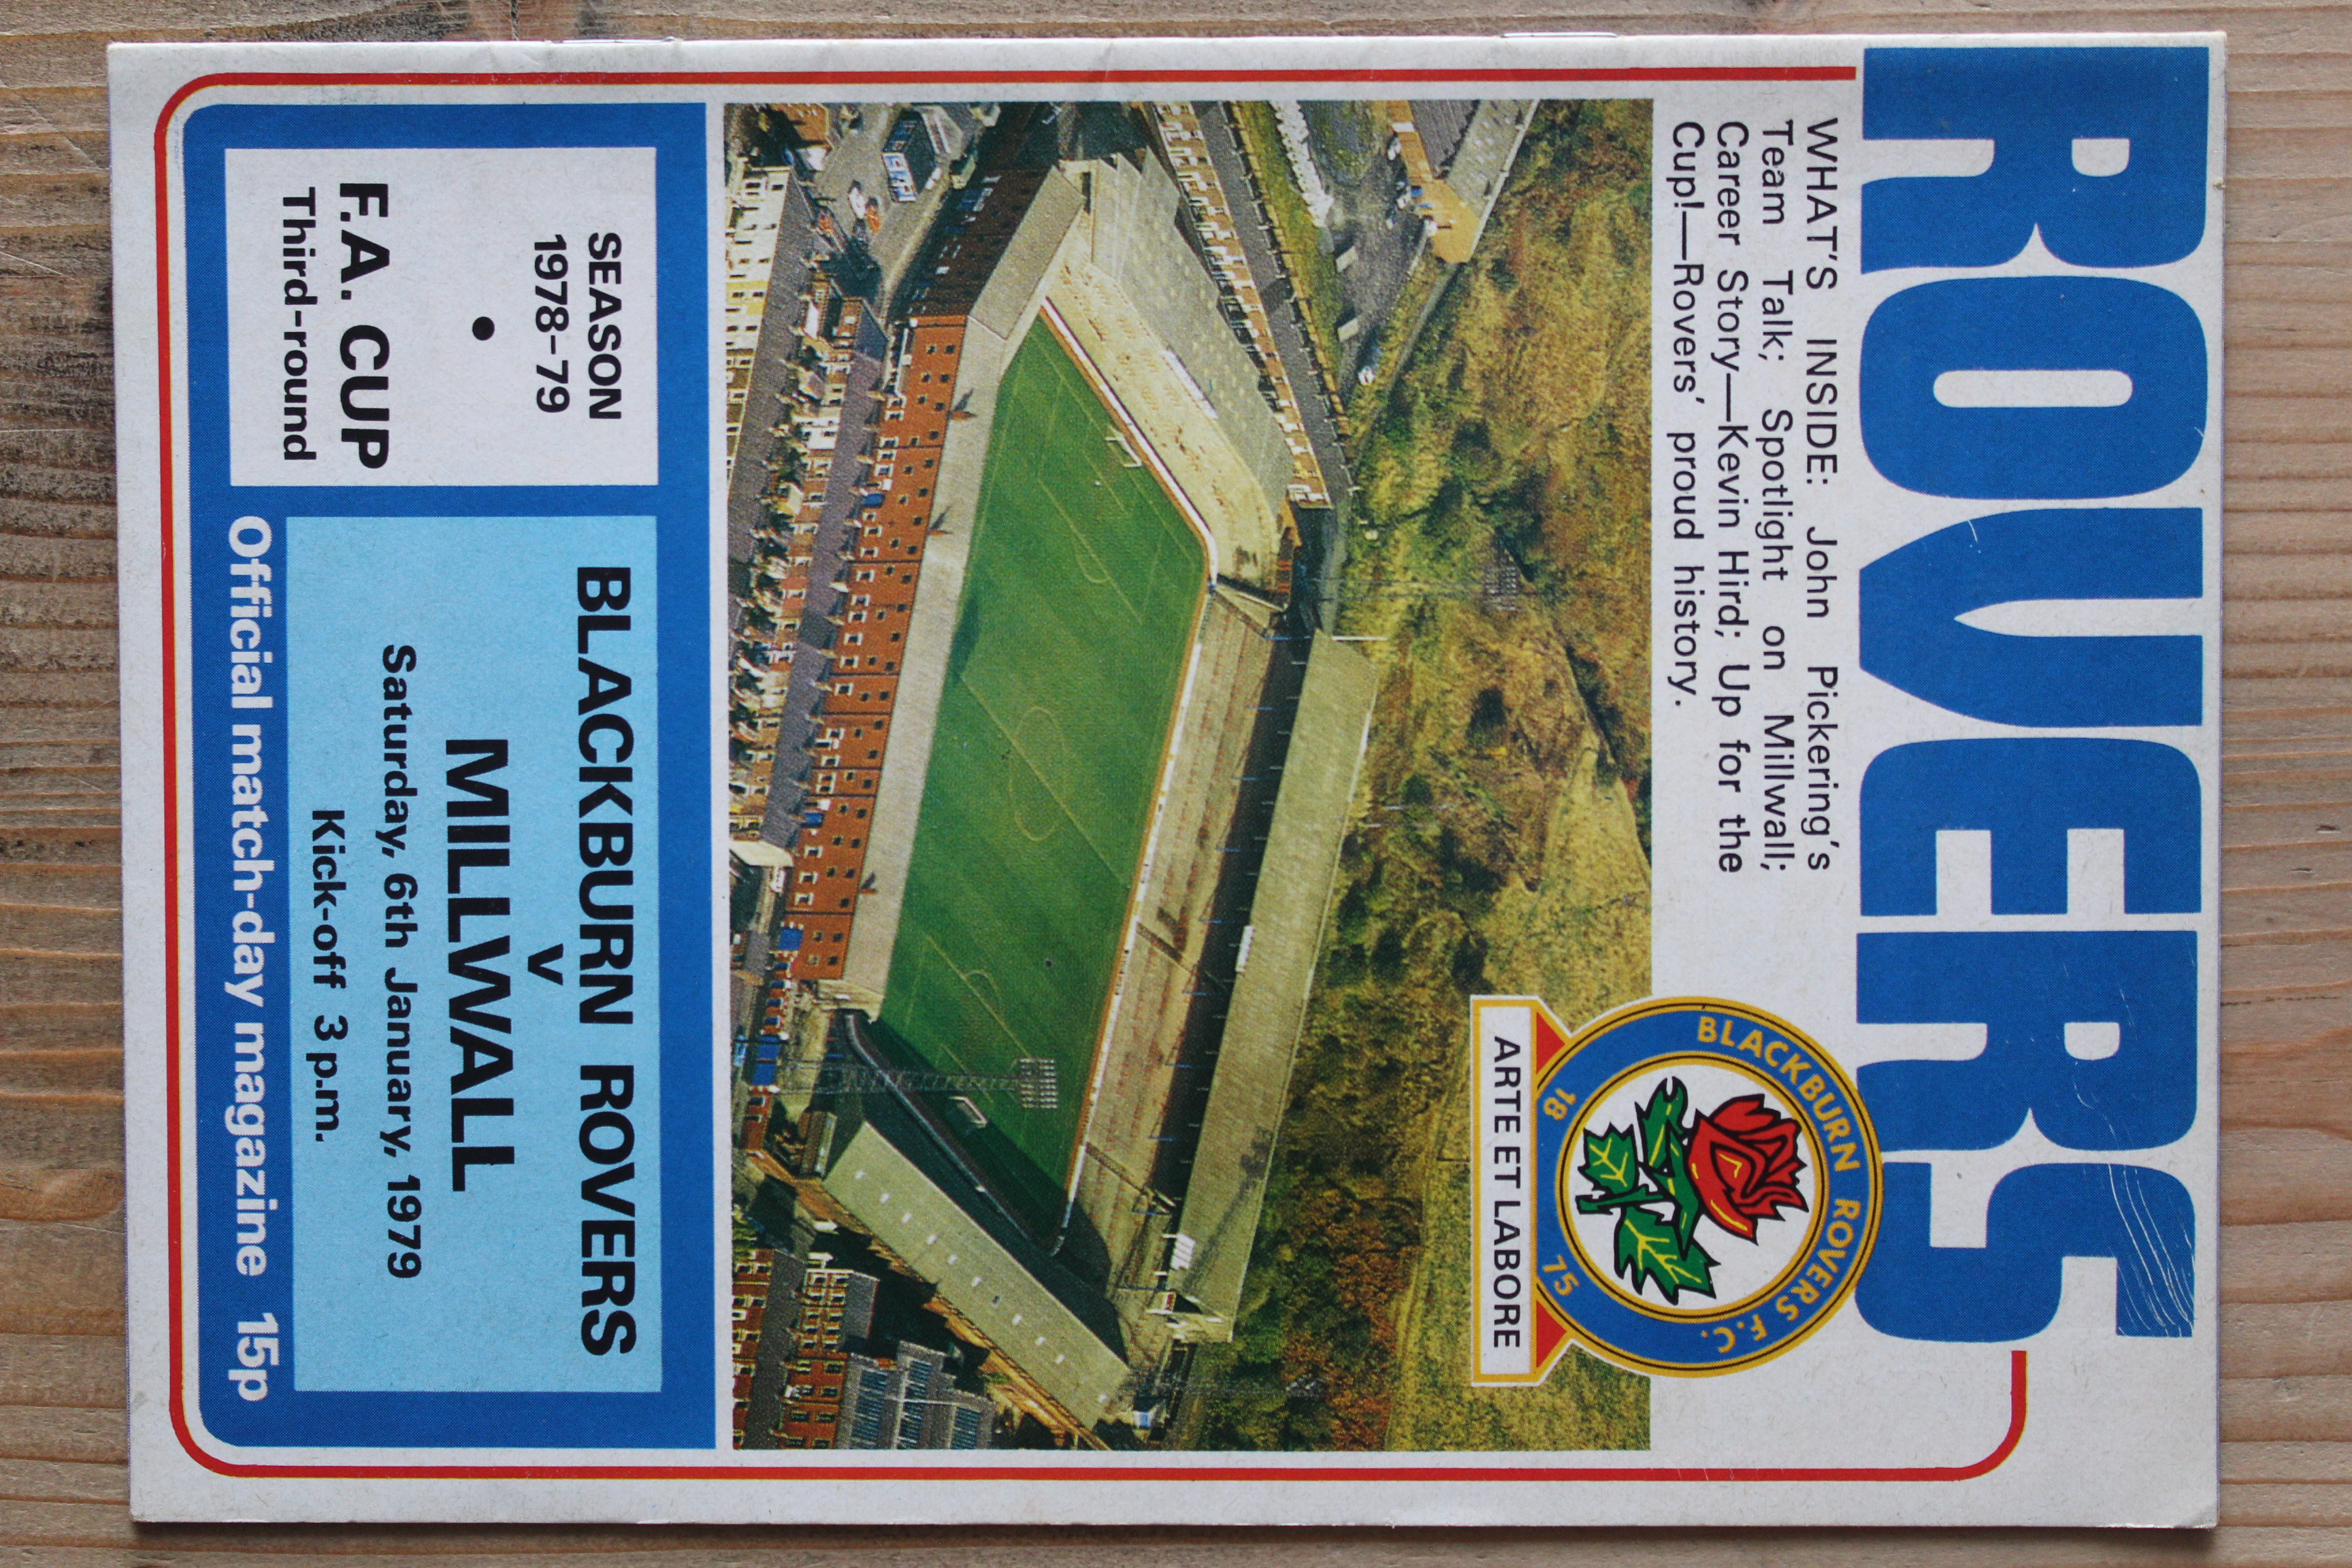 ROVERS
WHAT'S INSIDE: John Pickering's
Team Talk; Spotlight on Millwall;
Career Story—Kevin Hird; Up for the
Cup!—Rovers' proud history.
BLACKBURN ROVERS F.C.
18 75
ARTE ET LABORE
SEASON
1978-79
•
F.A. CUP
Third-round
BLACKBURN ROVERS
v
MILLWALL
Saturday, 6th January, 1979
Kick-off 3 p.m.
Official match-day magazine 15p